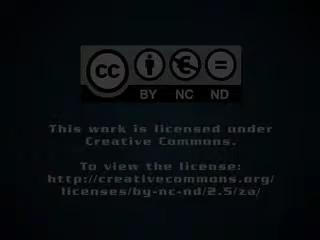 cc
BY NC ND
This work is licensed under
Creative Commons.
To view the license:
http://creativecommons.org/
licenses/by-nc-nd/2.5/za/